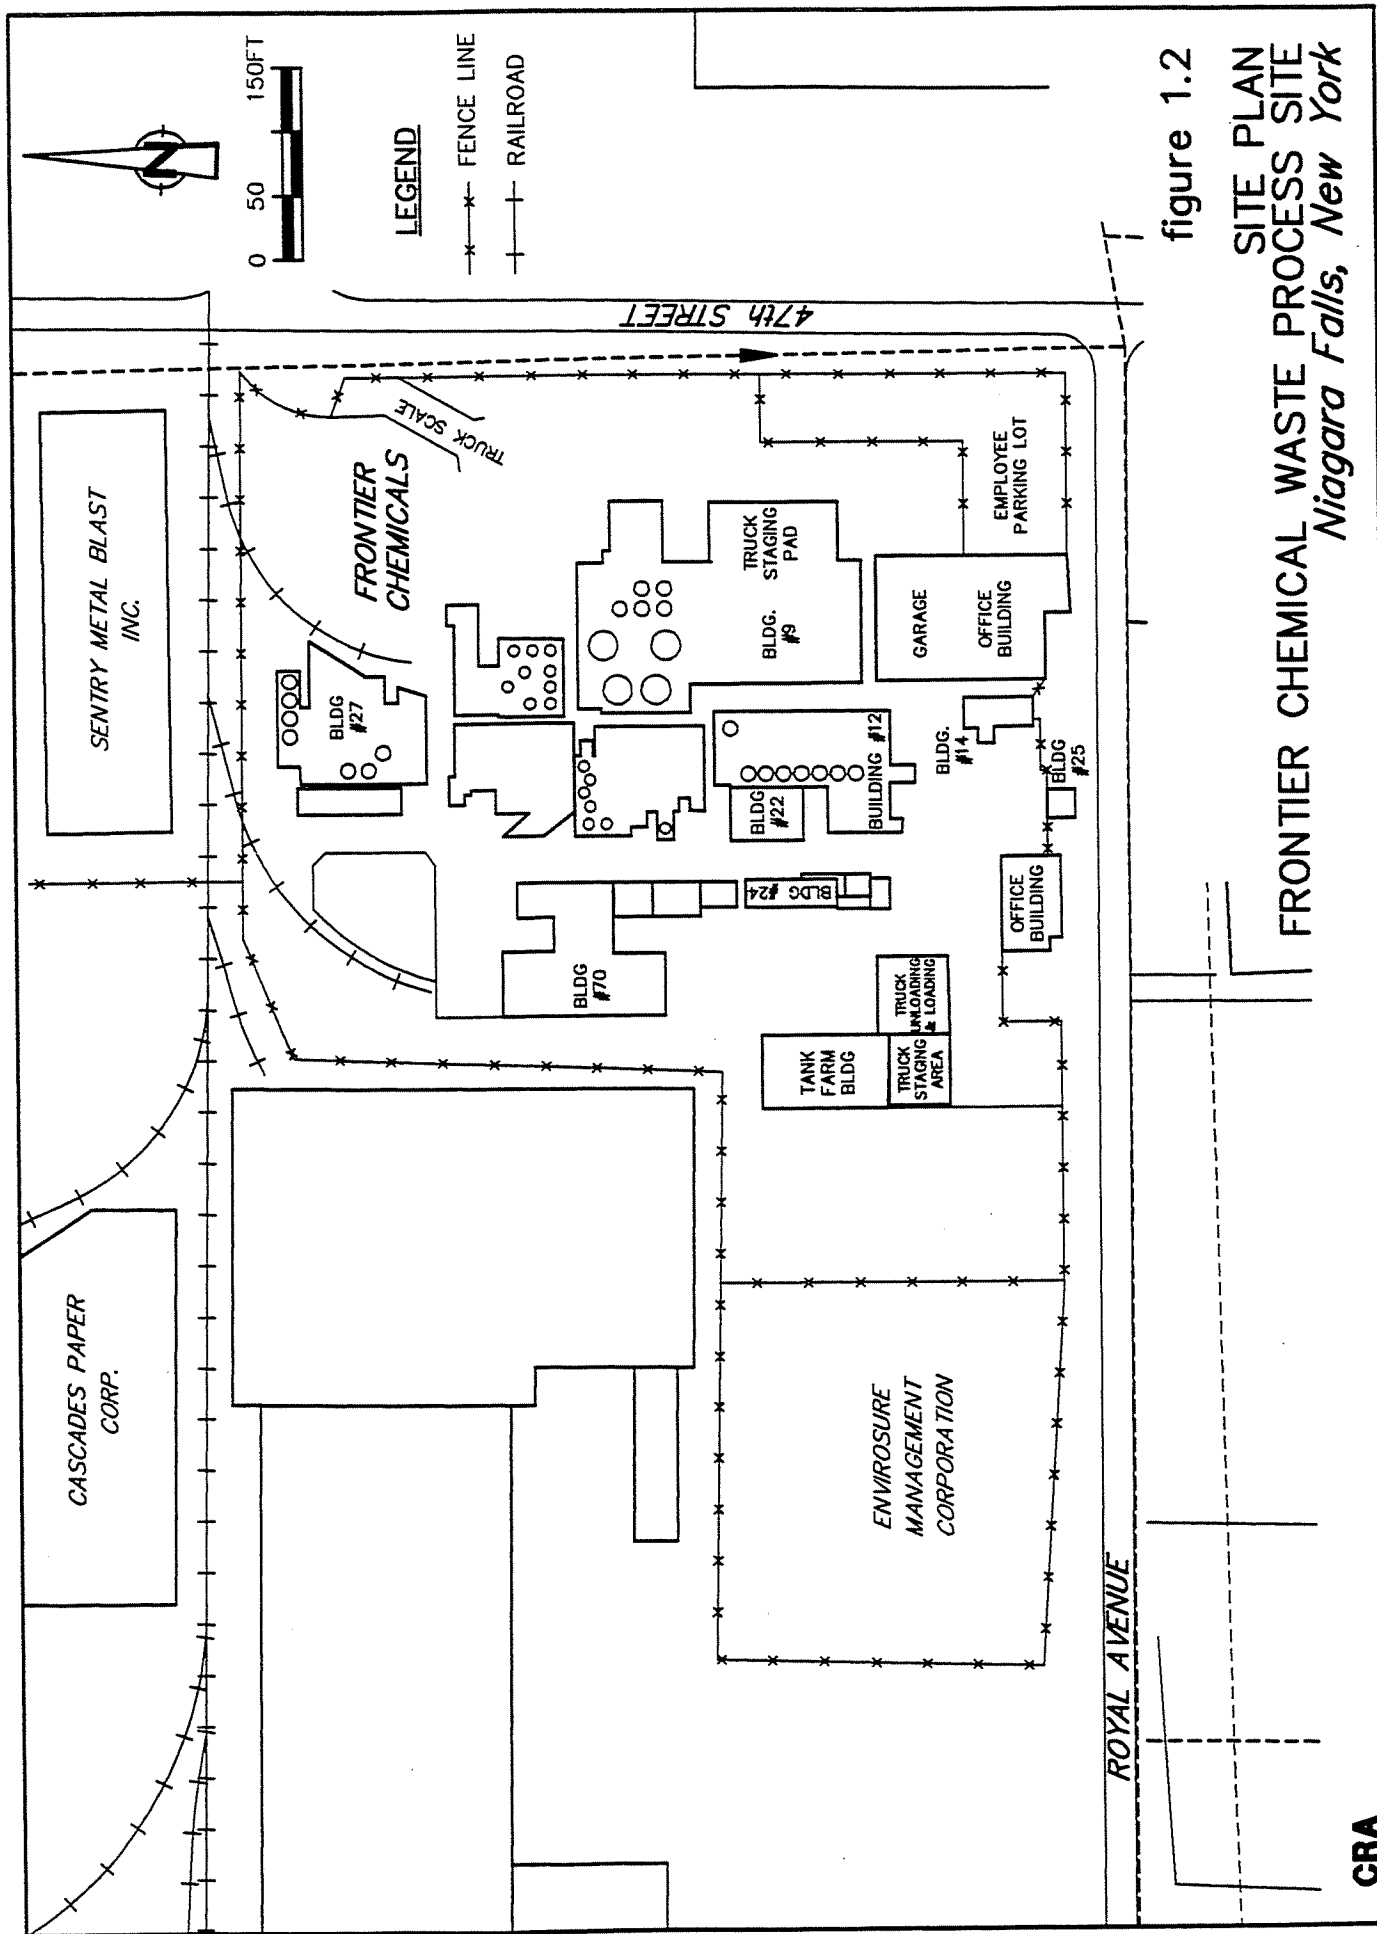 CASCADES PAPER
CORP.
SENTRY METAL BLAST
INC.
N
0 50 150FT
LEGEND
FENCE LINE
RAILROAD
FRONTIER
CHEMICALS
TRUCK SCALE
47th STREET
BLDG
#27
BLDG
#70
BLDG
#24
BLDG
#22
BUILDING #12
BLDG.
#9
TRUCK
STAGING
PAD
TANK
FARM
BLDG
TRUCK
UNLOADING
& LOADING
TRUCK
STAGING
AREA
OFFICE
BUILDING
BLDG.
#14
BLDG
#25
GARAGE
OFFICE
BUILDING
EMPLOYEE
PARKING LOT
ENVIROSURE
MANAGEMENT
CORPORATION
ROYAL AVENUE
figure 1.2
SITE PLAN
FRONTIER CHEMICAL WASTE PROCESS SITE
Niagara Falls, New York
CRA